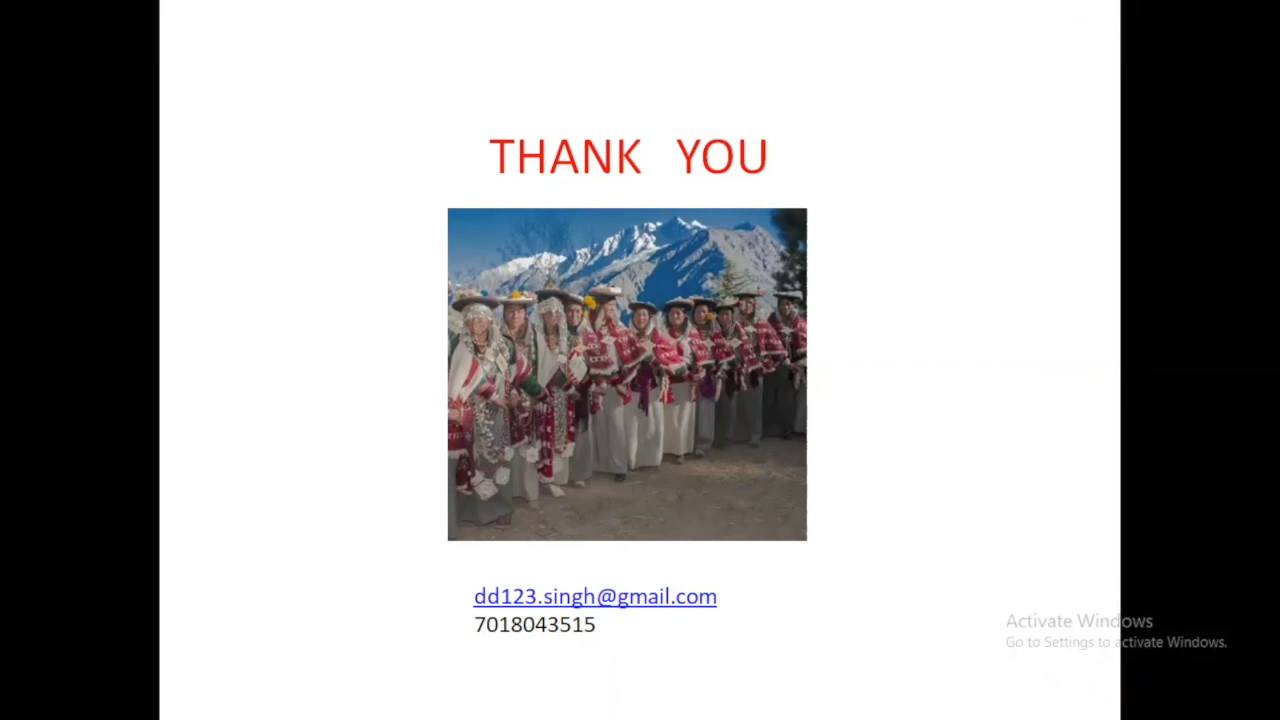 THANK YOU
dd123.singh@gmail.com
7018043515
Activate Windows
Go to Settings to activate Windows.